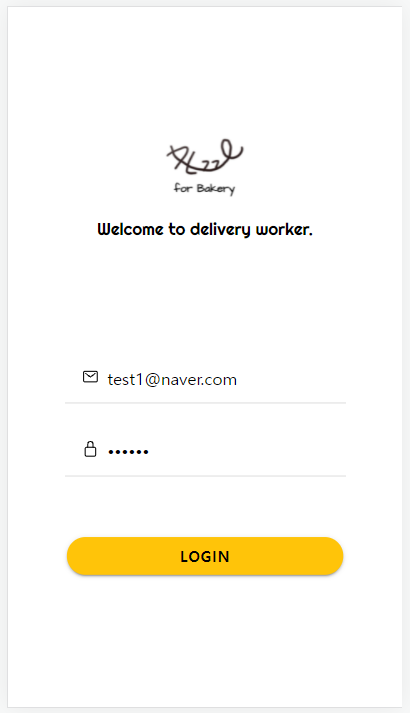 for Bakery
Welcome to delivery worker.
test1@naver.com
••••••
LOGIN